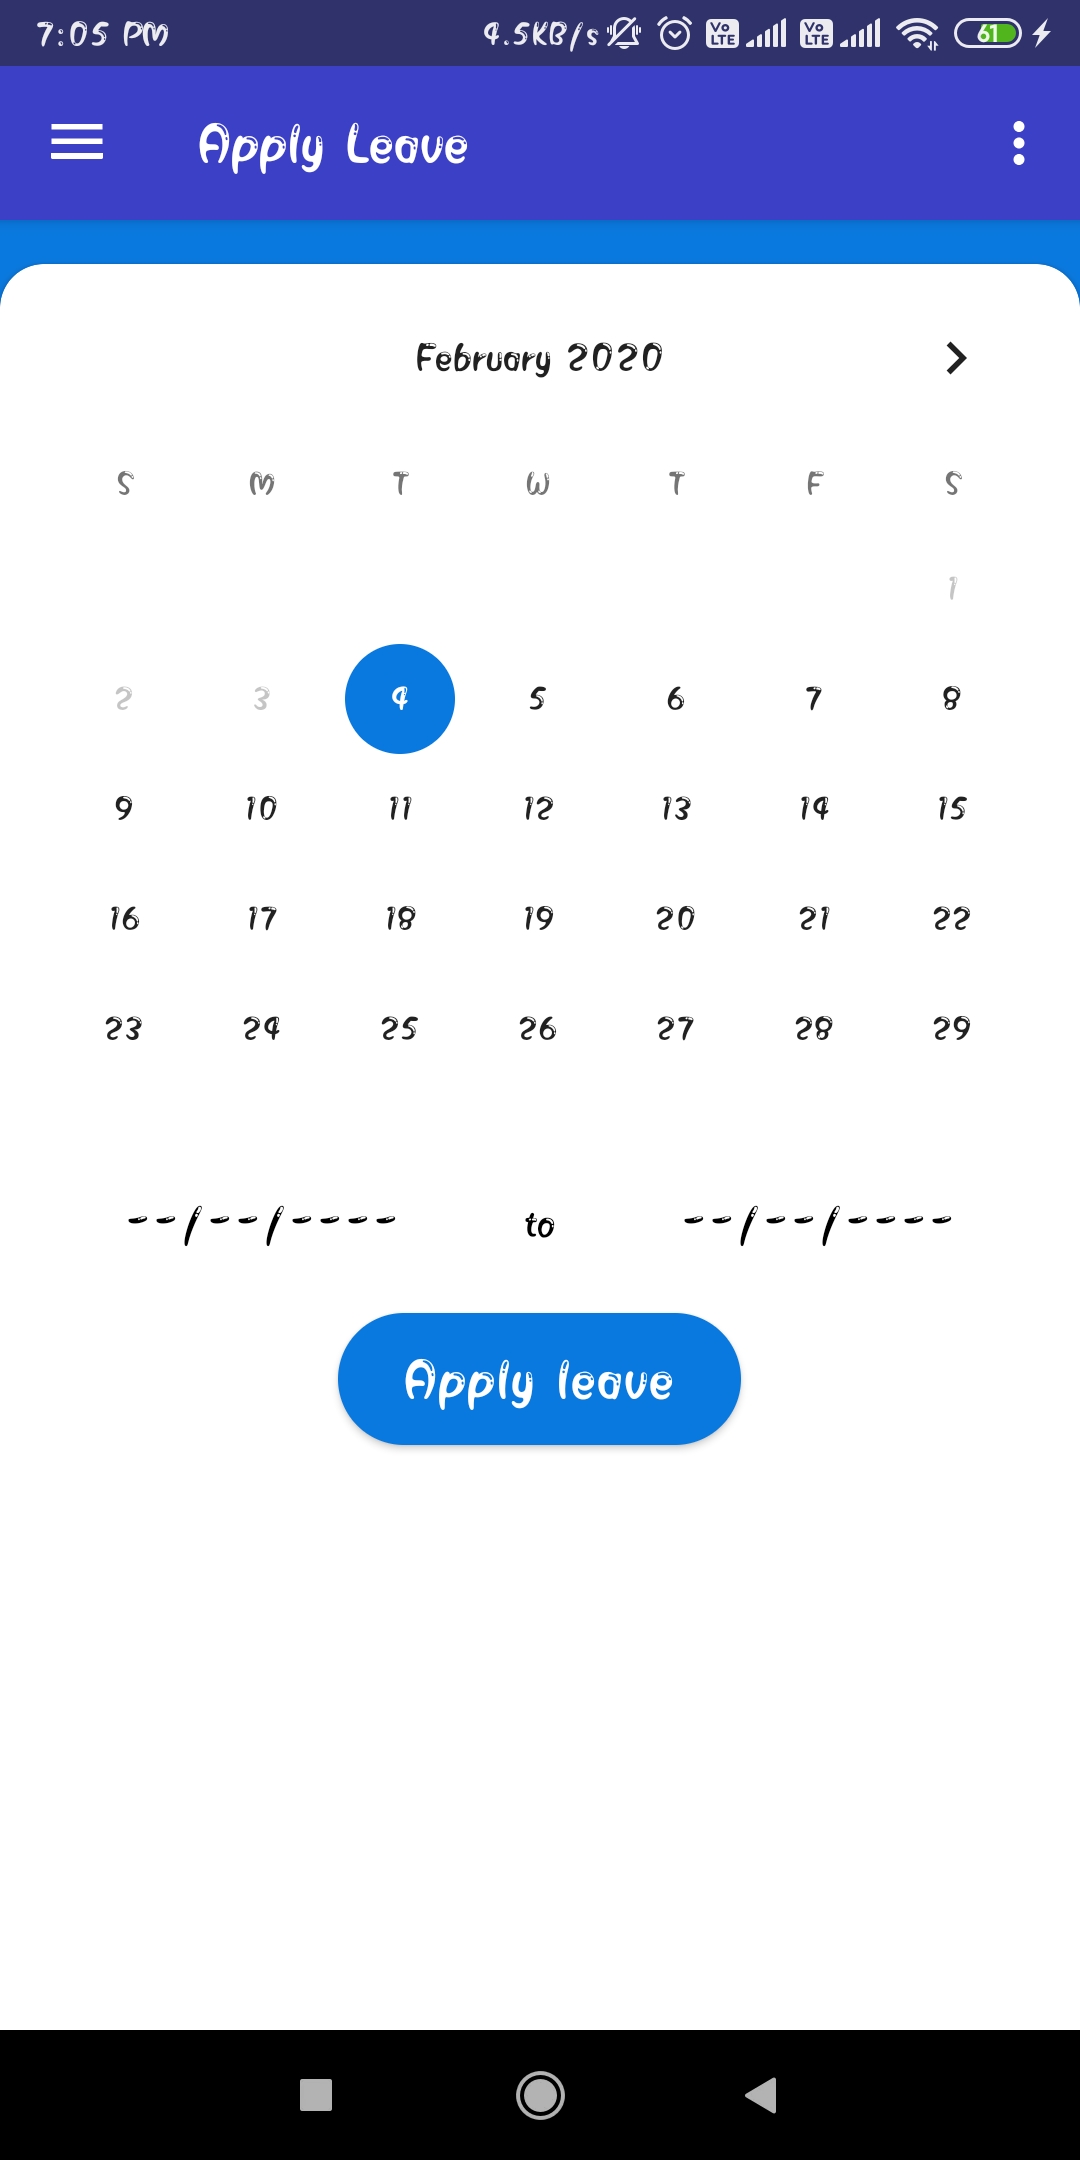 7:05 PM 4.5KB/s Vo LTE Vo LTE 61
Apply Leave
February 2020
S M T W T F S
1
2 3 4 5 6 7 8
9 10 11 12 13 14 15
16 17 18 19 20 21 22
23 24 25 26 27 28 29
--/--/---- to --/--/----
Apply leave